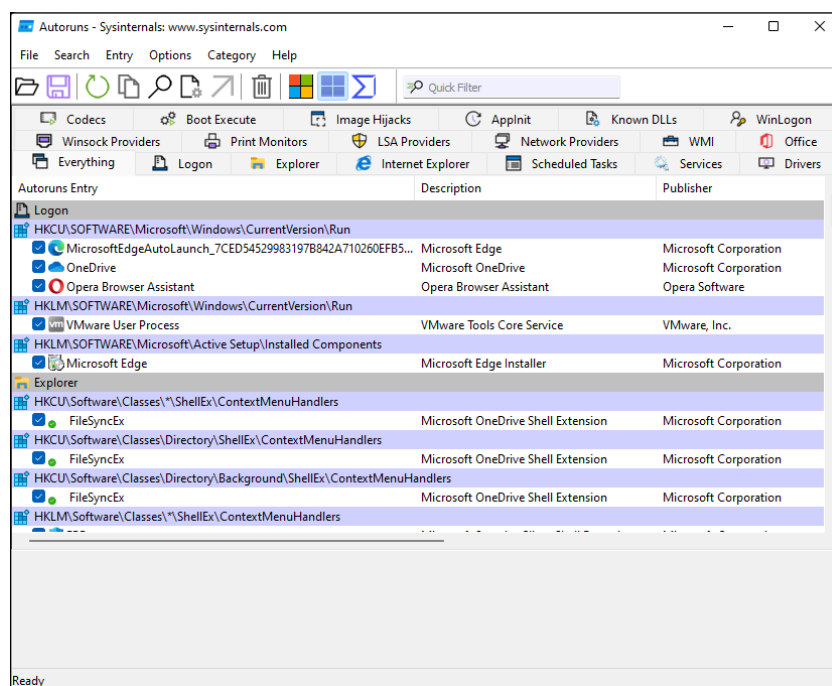 Autoruns - Sysinternals: www.sysinternals.com
File Search Entry Options Category Help
Quick Filter
Codecs Boot Execute Image Hijacks AppInit Known DLLs WinLogon
Winsock Providers Print Monitors LSA Providers Network Providers WMI Office
Everything Logon Explorer Internet Explorer Scheduled Tasks Services Drivers
Autoruns Entry Description Publisher
Logon
HKCU\SOFTWARE\Microsoft\Windows\CurrentVersion\Run
MicrosoftEdgeAutoLaunch_7CED54529983197B842A710260EFB5... Microsoft Edge Microsoft Corporation
OneDrive Microsoft OneDrive Microsoft Corporation
Opera Browser Assistant Opera Browser Assistant Opera Software
HKLM\SOFTWARE\Microsoft\Windows\CurrentVersion\Run
vm VMware User Process VMware Tools Core Service VMware, Inc.
HKLM\SOFTWARE\Microsoft\Active Setup\Installed Components
Microsoft Edge Microsoft Edge Installer Microsoft Corporation
Explorer
HKCU\Software\Classes\*\ShellEx\ContextMenuHandlers
FileSyncEx Microsoft OneDrive Shell Extension Microsoft Corporation
HKCU\Software\Classes\Directory\ShellEx\ContextMenuHandlers
FileSyncEx Microsoft OneDrive Shell Extension Microsoft Corporation
HKCU\Software\Classes\Directory\Background\ShellEx\ContextMenuHandlers
FileSyncEx Microsoft OneDrive Shell Extension Microsoft Corporation
HKLM\Software\Classes\*\ShellEx\ContextMenuHandlers
Ready